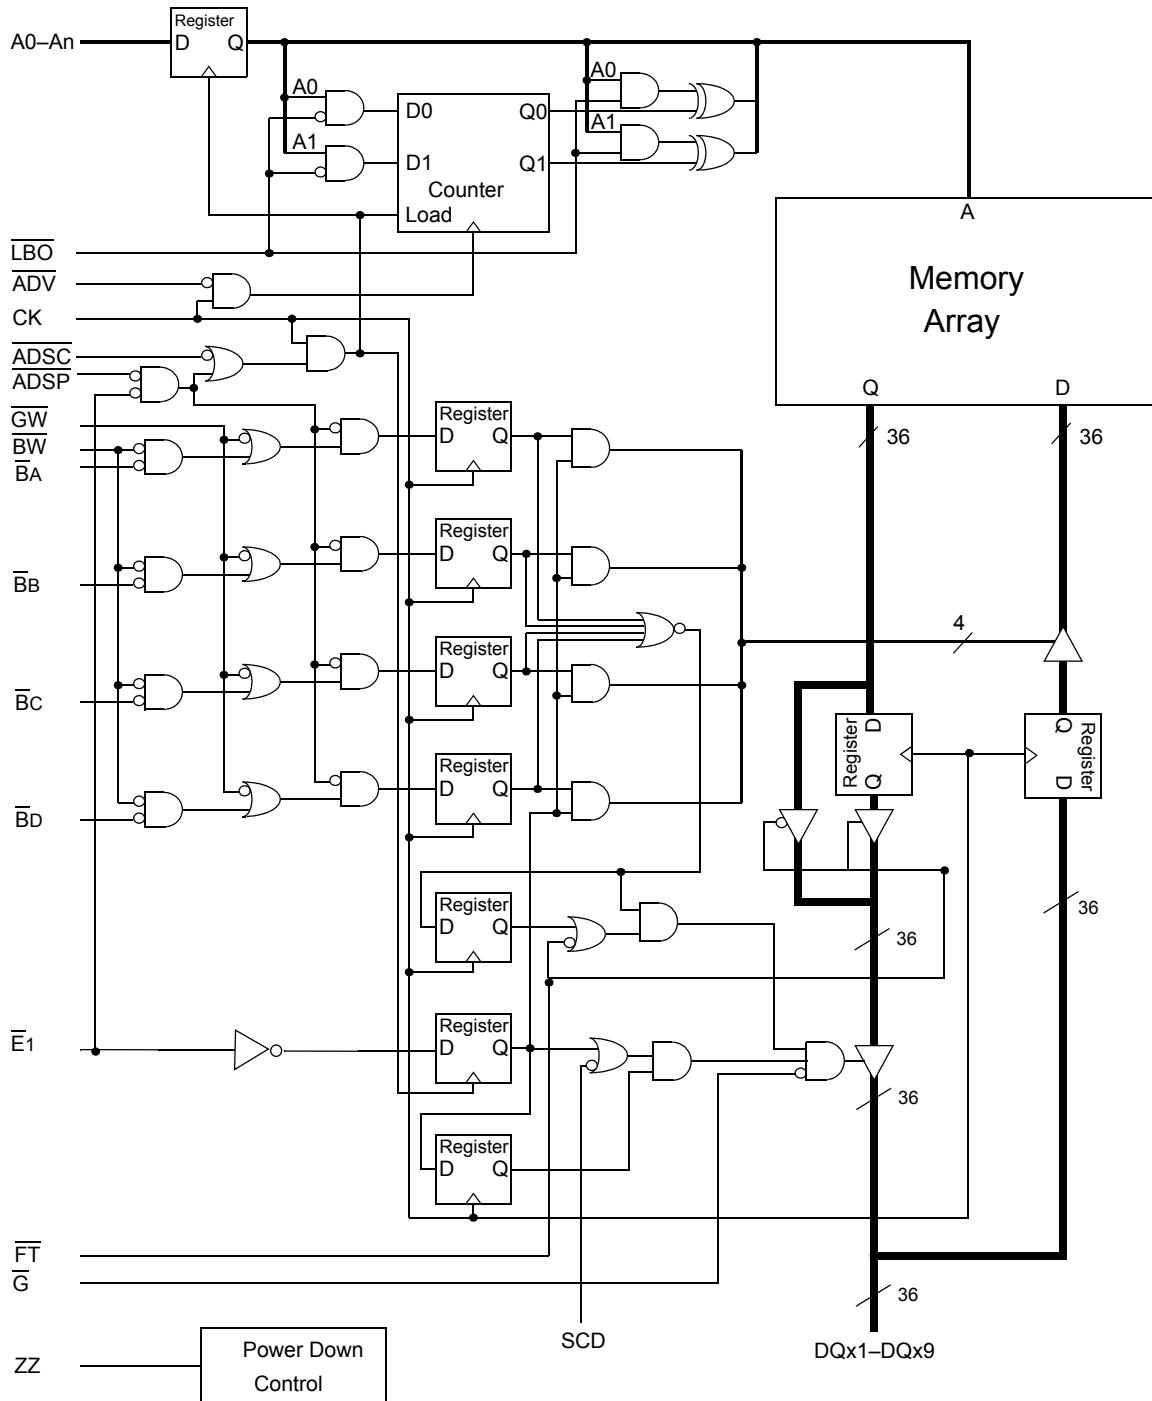 Register
A0–An
D Q
A0
A0
D0
Q0
A1
A1
D1
Q1
Counter
Load
A
LBO
ADV
Memory
CK
Array
ADSC
ADSP
Q
D
GW
Register
BW
D Q
36
36
BA
Register
D Q
BB
4
Register
D Q
BC
Register
D
Q
Register
Q
D
Register
D Q
BD
36
Register
D Q
36
Register
E1
D Q
36
Register
D Q
FT
G
36
SCD
DQx1–DQx9
Power Down
ZZ
Control